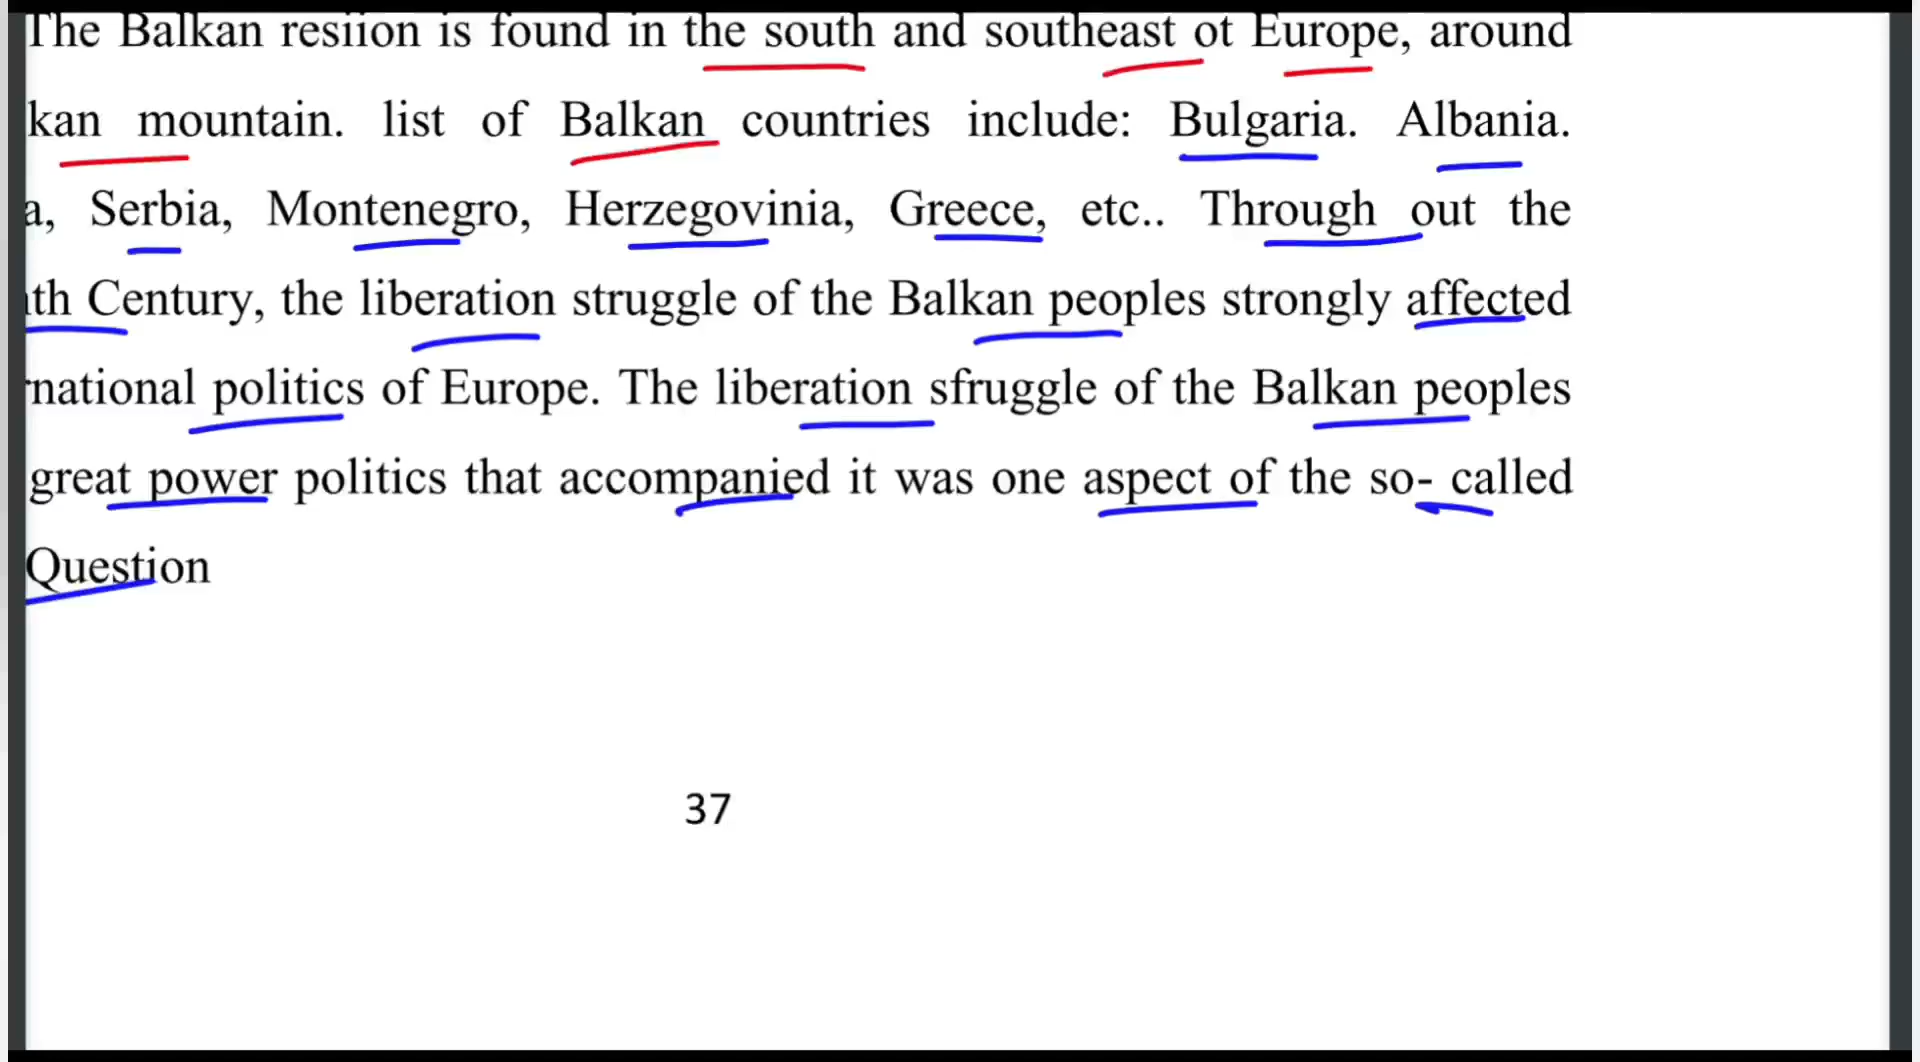 The Balkan resiion is found in the south and southeast ot Europe, around
kan mountain. list of Balkan countries include: Bulgaria. Albania.
a, Serbia, Montenegro, Herzegovinia, Greece, etc.. Through out the
th Century, the liberation struggle of the Balkan peoples strongly affected
rnational politics of Europe. The liberation sfruggle of the Balkan peoples
great power politics that accompanied it was one aspect of the so- called
Question
37